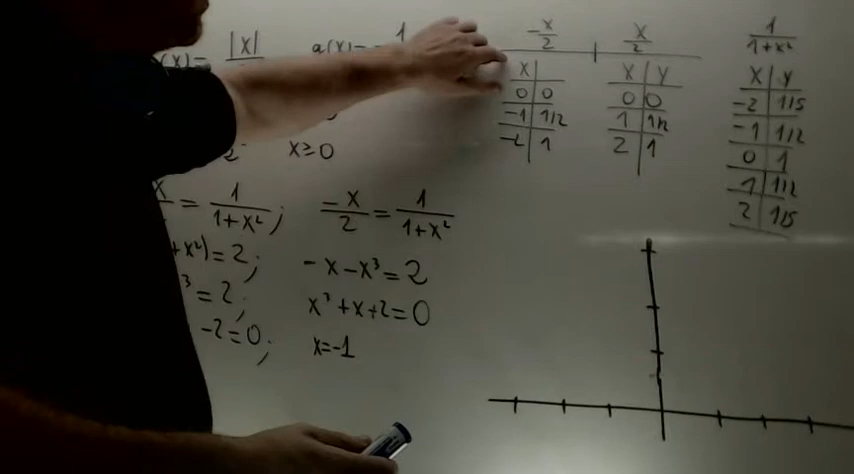 (x)= |x|
a(x)= 1
x≥0
x = 1/(1+x²);
+x²)=2;
³=2;
-2=0;
-x/2 = 1/(1+x²)
-x-x³=2
x³+x+2=0
x=-1
-x/2
x
0 0
-1 1/2
-2 1
x/2
x y
0 0
1 1/2
2 1
1/(1+x²)
x y
-2 1/5
-1 1/2
0 1
1 1/2
2 1/5